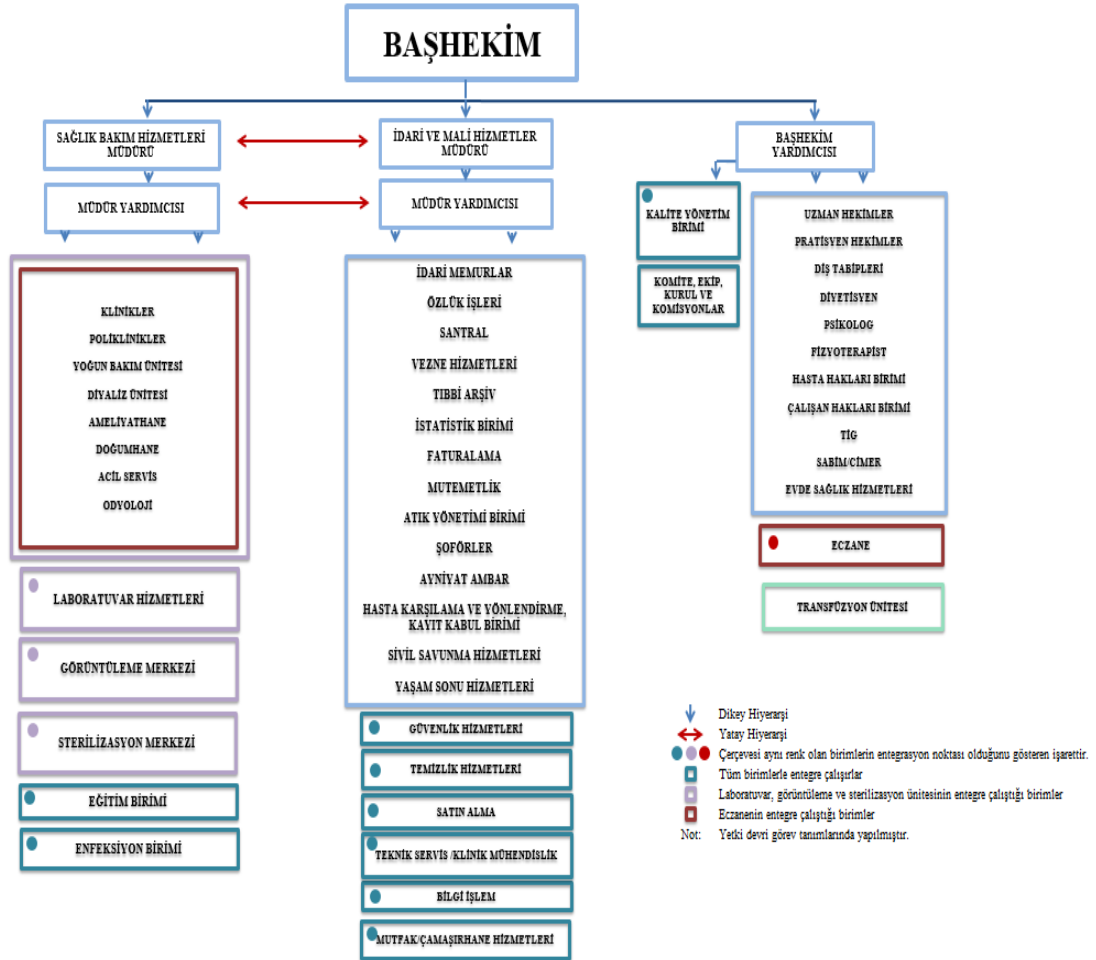 BAŞHEKİM
SAĞLIK BAKIM HİZMETLERİ
MÜDÜRÜ
MÜDÜR YARDIMCISI
KLİNİKLER
POLİKLİNİKLER
YOĞUN BAKIM ÜNİTESİ
DİYALİZ ÜNİTESİ
AMELİYATHANE
DOĞUMHANE
ACİL SERVİS
ODYOLOJİ
LABORATUVAR HİZMETLERİ
GÖRÜNTÜLEME MERKEZİ
STERİLİZASYON MERKEZİ
EĞİTİM BİRİMİ
ENFEKSİYON BİRİMİ
İDARİ VE MALİ HİZMETLER
MÜDÜRÜ
MÜDÜR YARDIMCISI
İDARİ MEMURLAR
ÖZLÜK İŞLERİ
SANTRAL
VEZNE HİZMETLERİ
TIBBİ ARŞİV
İSTATİSTİK BİRİMİ
FATURALAMA
MUTEMETLİK
ATIK YÖNETİMİ BİRİMİ
ŞOFÖRLER
AYNİYAT AMBAR
HASTA KARŞILAMA VE YÖNLENDİRME,
KAYIT KABUL BİRİMİ
SİVİL SAVUNMA HİZMETLERİ
YAŞAM SONU HİZMETLERİ
GÜVENLİK HİZMETLERİ
TEMİZLİK HİZMETLERİ
SATIN ALMA
TEKNİK SERVİS /KLİNİK MÜHENDİSLİK
BİLGİ İŞLEM
MUTFAK/ÇAMAŞIRHANE HİZMETLERİ
BAŞHEKİM
YARDIMCISI
KALİTE YÖNETİM
BİRİMİ
KOMİTE, EKİP,
KURUL VE
KOMİSYONLAR
UZMAN HEKİMLER
PRATİSYEN HEKİMLER
DİŞ TABİPLERİ
DİYETİSYEN
PSİKOLOG
FİZYOTERAPİST
HASTA HAKLARI BİRİMİ
ÇALIŞAN HAKLARI BİRİMİ
TİG
SABİM/CİMER
EVDE SAĞLIK HİZMETLERİ
ECZANE
TRANSFÜZYON ÜNİTESİ
Dikey Hiyerarşi
Yatay Hiyerarşi
Çerçevesi aynı renk olan birimlerin entegrasyon noktası olduğunu gösteren işarettir.
Tüm birimlerle entegre çalışırlar
Laboratuvar, görüntüleme ve sterilizasyon ünitesinin entegre çalıştığı birimler
Eczanenin entegre çalıştığı birimler
Not: Yetki devri görev tanımlarında yapılmıştır.